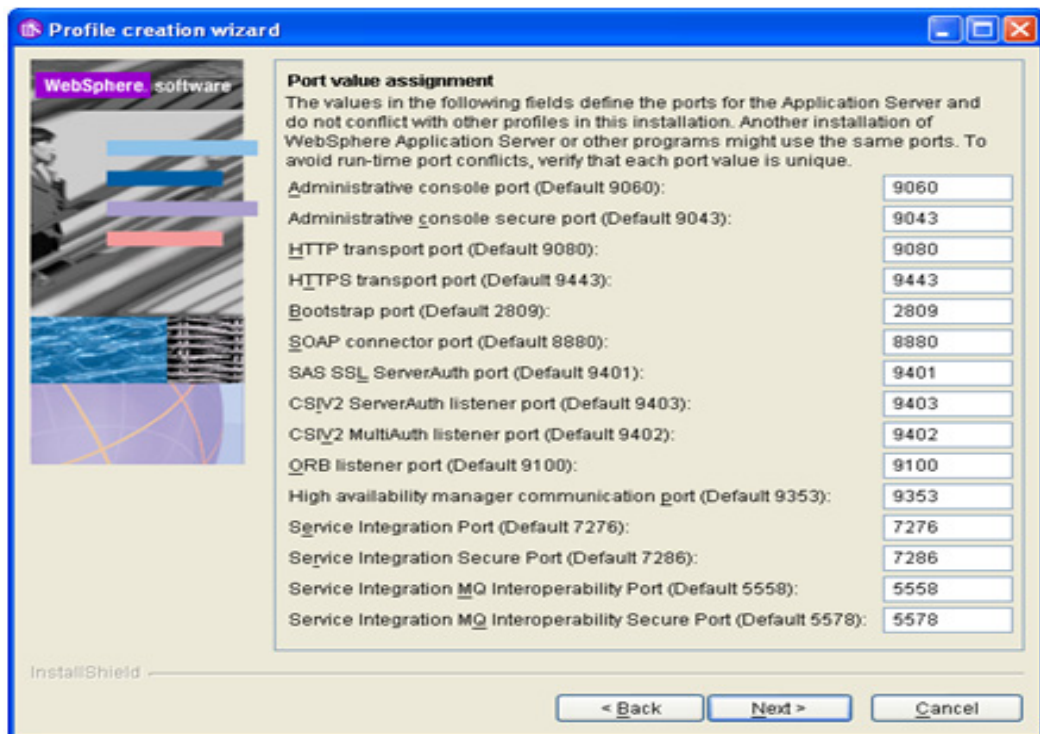 Profile creation wizard
WebSphere. software
Port value assignment
The values in the following fields define the ports for the Application Server and
do not conflict with other profiles in this installation. Another installation of
WebSphere Application Server or other programs might use the same ports. To
avoid run-time port conflicts, verify that each port value is unique.
Administrative console port (Default 9060): 9060
Administrative console secure port (Default 9043): 9043
HTTP transport port (Default 9080): 9080
HTTPS transport port (Default 9443): 9443
Bootstrap port (Default 2809): 2809
SOAP connector port (Default 8880): 8880
SAS SSL ServerAuth port (Default 9401): 9401
CSIV2 ServerAuth listener port (Default 9403): 9403
CSIV2 MultiAuth listener port (Default 9402): 9402
ORB listener port (Default 9100): 9100
High availability manager communication port (Default 9353): 9353
Service Integration Port (Default 7276): 7276
Service Integration Secure Port (Default 7286): 7286
Service Integration MQ Interoperability Port (Default 5558): 5558
Service Integration MQ Interoperability Secure Port (Default 5578): 5578
InstallShield
< Back Next > Cancel